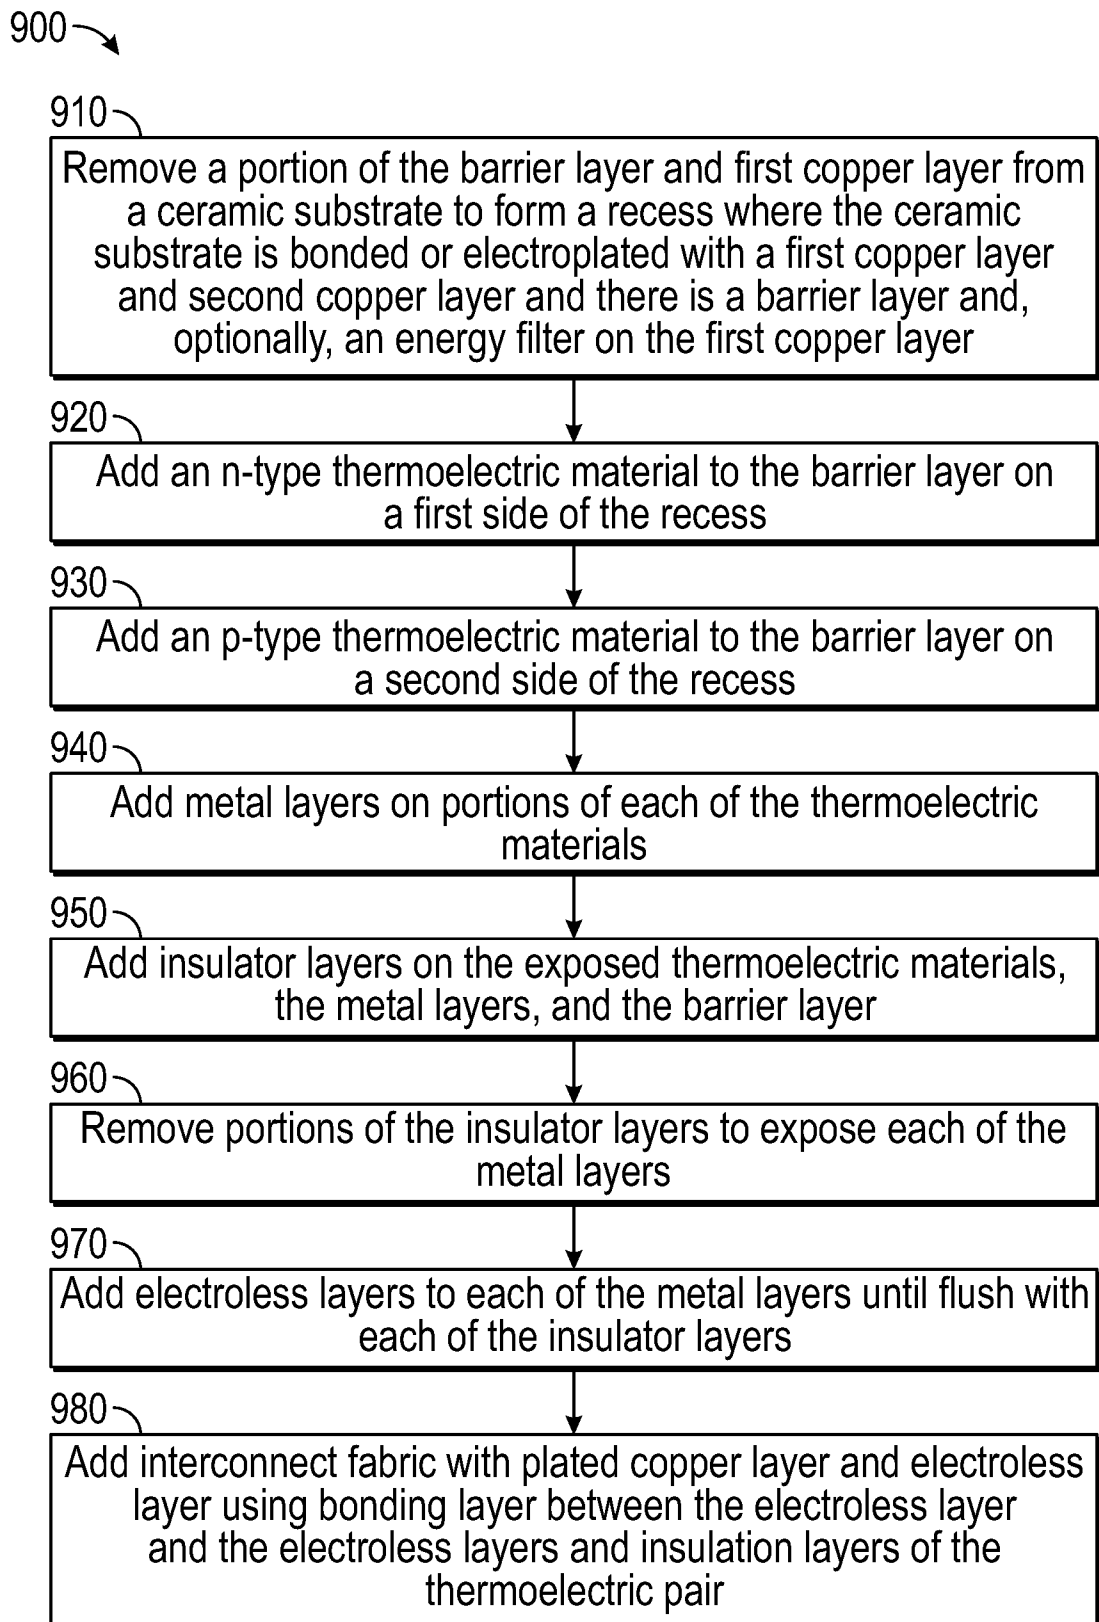 900
910
Remove a portion of the barrier layer and first copper layer from
a ceramic substrate to form a recess where the ceramic
substrate is bonded or electroplated with a first copper layer
and second copper layer and there is a barrier layer and,
optionally, an energy filter on the first copper layer
920
Add an n-type thermoelectric material to the barrier layer on
a first side of the recess
930
Add an p-type thermoelectric material to the barrier layer on
a second side of the recess
940
Add metal layers on portions of each of the thermoelectric
materials
950
Add insulator layers on the exposed thermoelectric materials,
the metal layers, and the barrier layer
960
Remove portions of the insulator layers to expose each of the
metal layers
970
Add electroless layers to each of the metal layers until flush with
each of the insulator layers
980
Add interconnect fabric with plated copper layer and electroless
layer using bonding layer between the electroless layer
and the electroless layers and insulation layers of the
thermoelectric pair